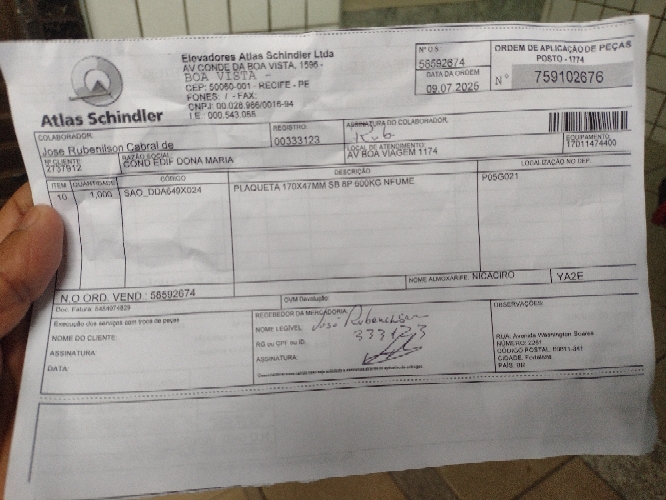 Atlas Schindler
Elevadores Atlas Schindler Ltda
AV CONDE DA BOA VISTA, 1596 -
BOA VISTA -
CEP: 50060-001 - RECIFE - PE
FONES: / - FAX:
CNPJ: 00.028.986/0016-94
I.E : 000.543.055
Nº O.S
56592674
DATA DA ORDEM
09.07.2025
ORDEM DE APLICAÇÃO DE PEÇAS
POSTO - 1774
Nº 759102676
COLABORADOR:
Jose Rubenilson Cabral de
REGISTRO
00333123
ASSINATURA DO COLABORADOR:
Rub
Nº CLIENTE
2737912
RAZÃO SOCIAL
COND EDIF DONA MARIA
LOCAL DE ATENDIMENTO
AV BOA VIAGEM 1174
EQUIPAMENTO
17011474400
ITEM QUANTIDADE CÓDIGO DESCRIÇÃO LOCALIZAÇÃO NO DEP.
10 1,000 SAO_DDA649X024 PLAQUETA 170X47MM SB 8P 600KG NFUME P05G021
NOME ALMOXARIFE: NICACIRO YA2E
N.O ORD. VEND : 56592674
OVM Devolução:
Execução dos serviços com troca de peças
NOME DO CLIENTE:
ASSINATURA:
DATA:
RECEBEDOR DA MERCADORIA
NOME LEGÍVEL: José Rubenilson
RG OU CPF OU ID: 333123
ASSINATURA:
OBSERVAÇÕES:
RUA: Avenida Washington Soares
NÚMERO:
CÓDIGO POSTAL:
CIDADE: Fortaleza
PAÍS: BR